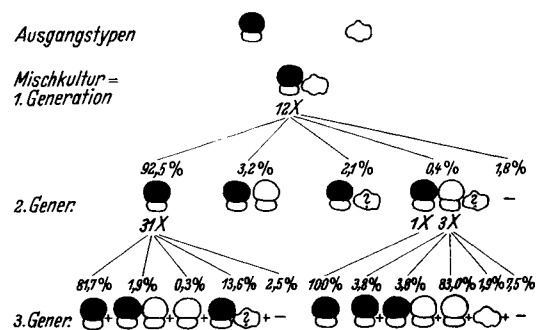 Ausgangstypen
Mischkultur =
1. Generation
12X
92,5% 3,2% 2,1% 0,4% 1,8%
2. Gener. ? ? -
31X 1X 3X
81,7% 1,9% 0,3% 13,6% 2,5% 100% 3,8% 3,8% 83,0% 1,9% 7,5%
3. Gener. + + + + ? + - + + + + + -